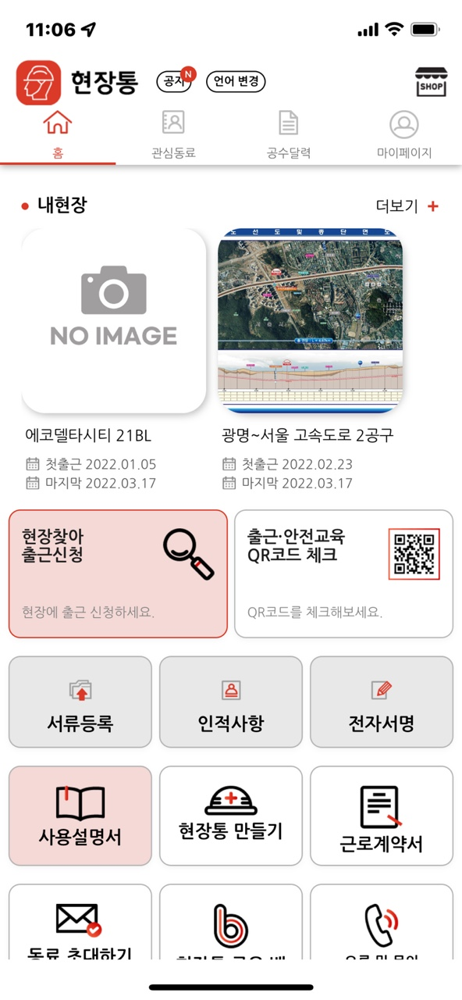 11:06
현장통
공지
N
언어 변경
SHOP
홈
관심동료
공수달력
마이페이지
내현장
더보기 +
NO IMAGE
노 선 도 및 종 단 면 도
에코델타시티 21BL
광명~서울 고속도로 2공구
첫출근 2022.01.05
첫출근 2022.02.23
마지막 2022.03.17
마지막 2022.03.17
현장찾아
출근신청
현장에 출근 신청하세요.
출근·안전교육
QR코드 체크
QR코드를 체크해보세요.
서류등록
인적사항
전자서명
사용설명서
현장통 만들기
근로계약서
동료 초대하기